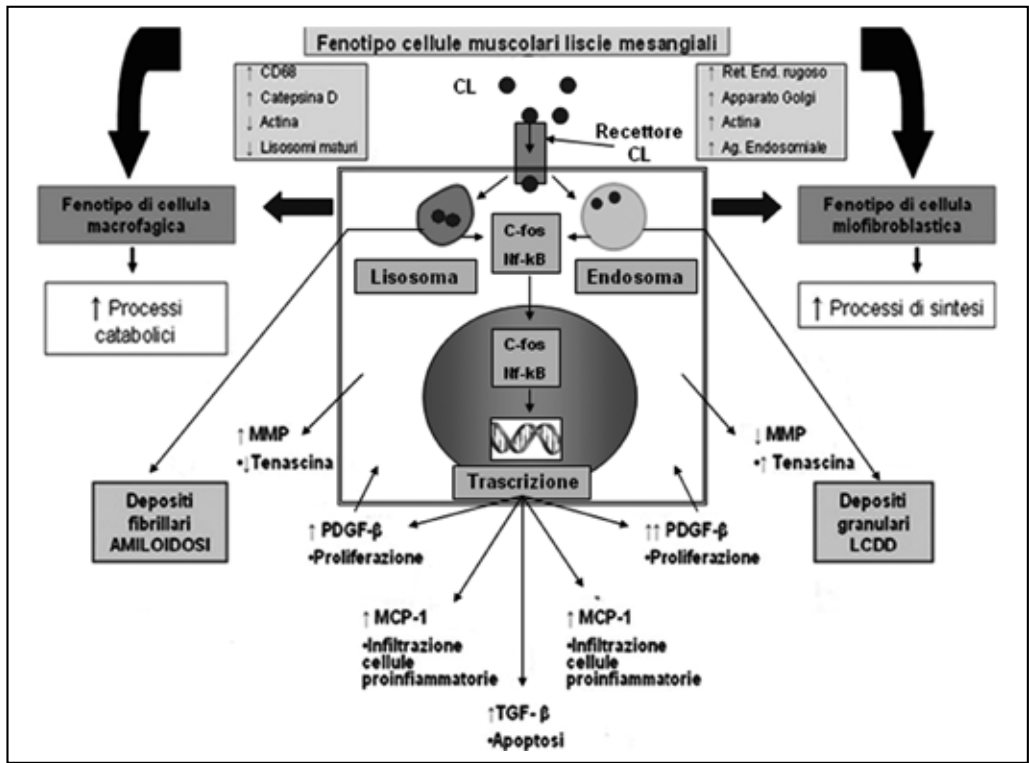 Fenotipo cellule muscolari liscie mesangiali
↑ CD68
↑ Catepsina D
↓ Actina
↓ Lisosomi maturi
CL
Recettore
CL
↑ Ret. End. rugoso
↑ Apparato Golgi
↑ Actina
↑ Ag. Endosomiale
Fenotipo di cellula
macrofagica
Fenotipo di cellula
miofibroblastica
↑ Processi
catabolici
↑ Processi di sintesi
Lisosoma
C-fos
Nf-kB
Endosoma
C-fos
Nf-kB
Trascrizione
↑ MMP
•↓Tenascina
↓ MMP
•↑ Tenascina
Depositi
fibrillari
AMILOIDOSI
Depositi
granulari
LCDD
↑ PDGF-β
•Proliferazione
↑↑ PDGF-β
•Proliferazione
↑ MCP-1
•Infiltrazione
cellule
proinfiammatorie
↑ MCP-1
•Infiltrazione
cellule
proinfiammatorie
↑TGF- β
•Apoptosi